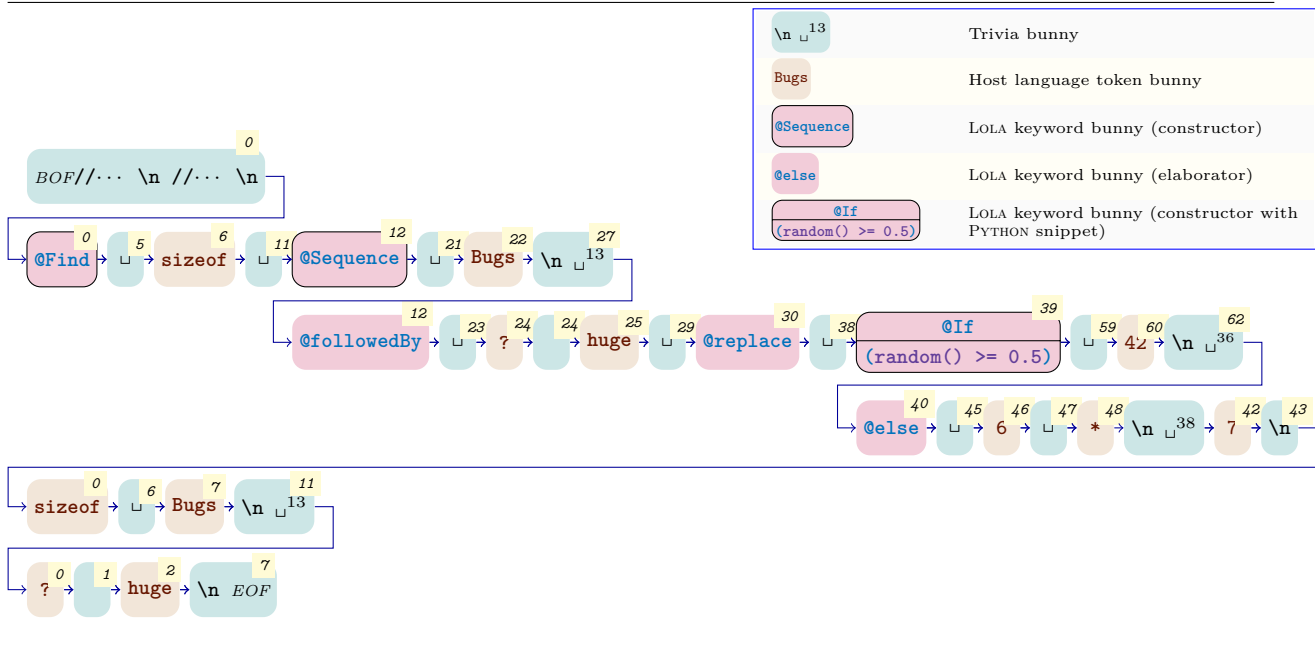 \n ␣13 Trivia bunny
Bugs Host language token bunny
@Sequence LOLA keyword bunny (constructor)
@else LOLA keyword bunny (elaborator)
@If (random() >= 0.5) LOLA keyword bunny (constructor with PYTHON snippet)
0
BOF//··· \n //··· \n
0 5 6 11 12 21 22 27
@Find ␣ sizeof ␣ @Sequence ␣ Bugs \n ␣13
12 23 24 24 25 29 30 38 39 59 60 62
@followedBy ␣ ? huge ␣ @replace ␣ @If ␣ 42 \n ␣36
(random() >= 0.5)
40 45 46 47 48 42 43
@else ␣ 6 ␣ * \n ␣38 7 \n
0 6 7 11
sizeof ␣ Bugs \n ␣13
0 1 2 7
? huge \n EOF